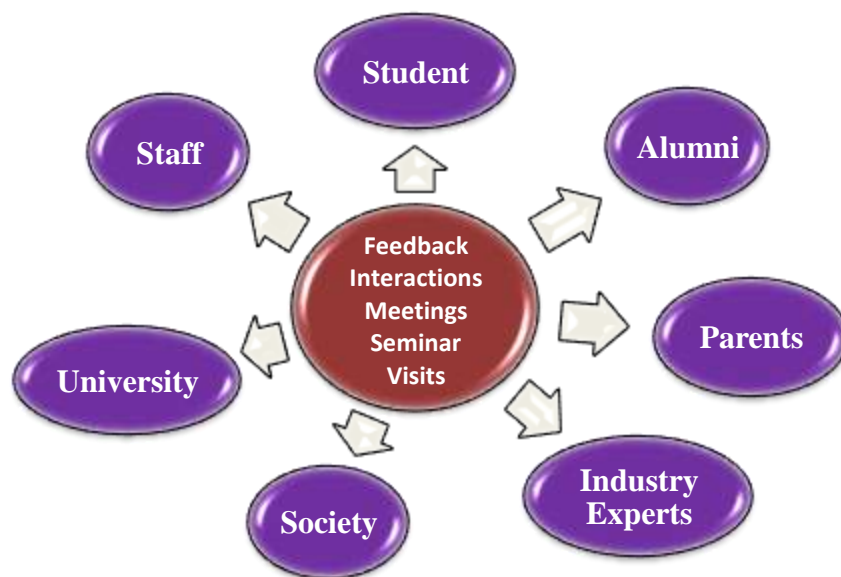 Student
Staff
Alumni
Feedback
Interactions
Meetings
Seminar
Visits
Parents
University
Industry
Experts
Society